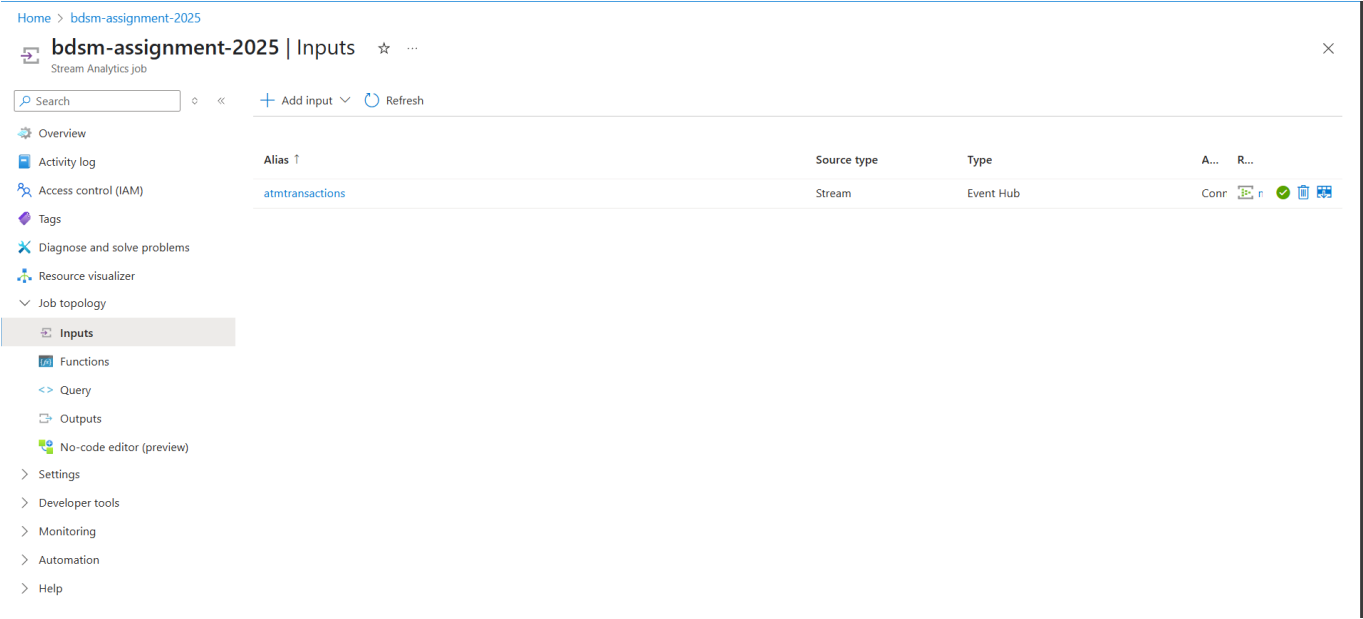 Home > bdsm-assignment-2025
bdsm-assignment-2025 | Inputs
Stream Analytics job
Search
Add input
Refresh
Overview
Activity log
Access control (IAM)
Tags
Diagnose and solve problems
Resource visualizer
Job topology
Inputs
Functions
Query
Outputs
No-code editor (preview)
Settings
Developer tools
Monitoring
Automation
Help
Alias ↑ Source type Type A... R...
atmtransactions Stream Event Hub Conn